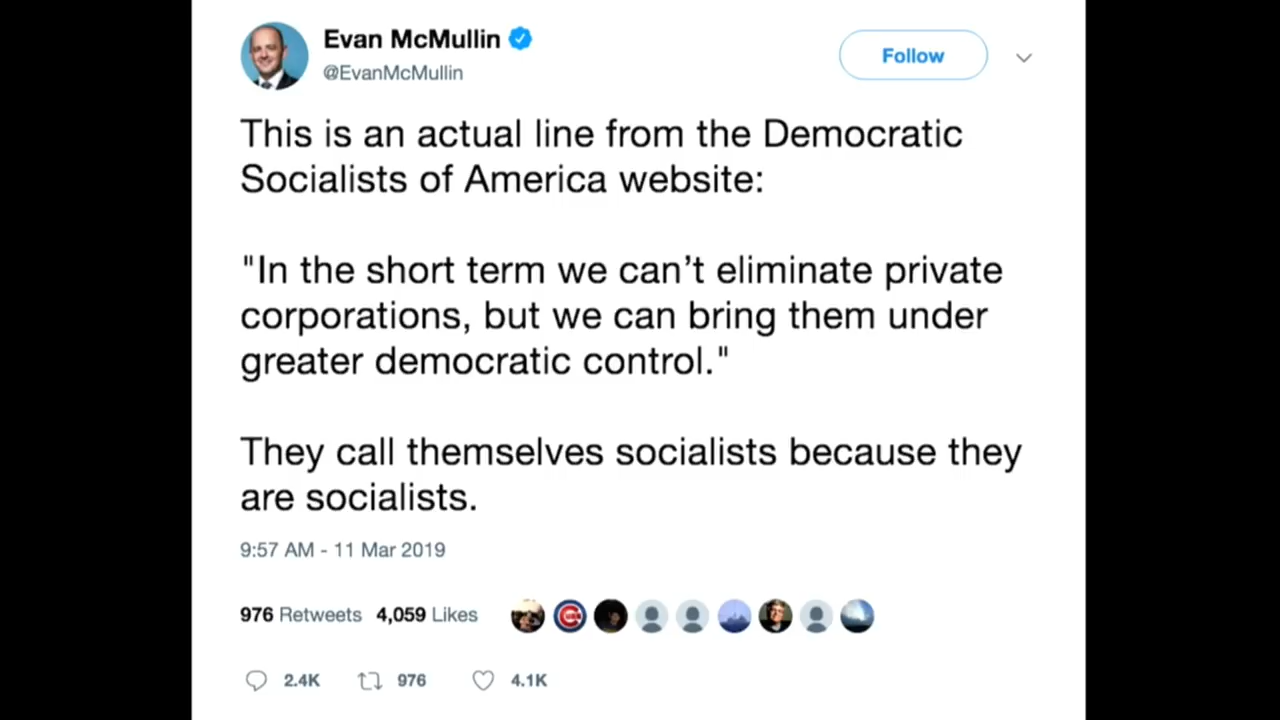 Evan McMullin
@EvanMcMullin
Follow
This is an actual line from the Democratic
Socialists of America website:
"In the short term we can’t eliminate private
corporations, but we can bring them under
greater democratic control."
They call themselves socialists because they
are socialists.
9:57 AM - 11 Mar 2019
976 Retweets 4,059 Likes
2.4K 976 4.1K